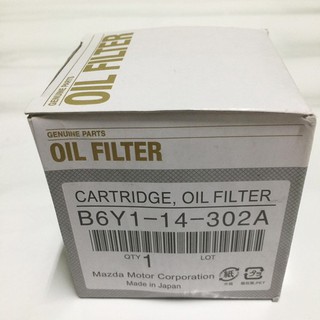 GENUINE PARTS
OIL FILTER
GENUINE PARTS
OIL FILTER
CARTRIDGE, OIL FILTER
B6Y1-14-302A
QTY LOT
1
Mazda Motor Corporation
Made in Japan
紙